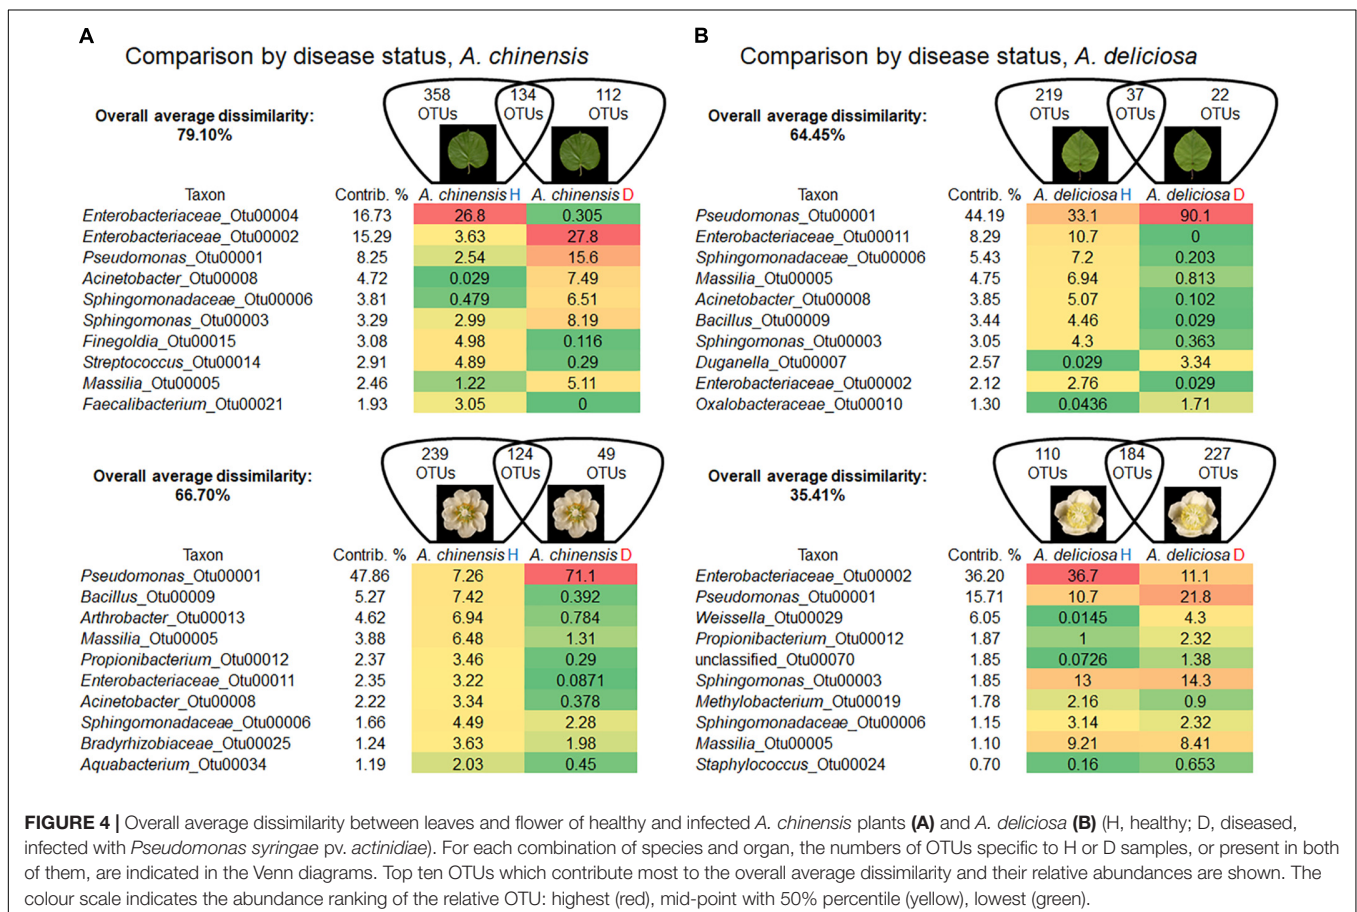 A
Comparison by disease status, A. chinensis
Overall average dissimilarity:
79.10%
358 OTUs 134 OTUs 112 OTUs
Taxon Contrib. % A. chinensis H A. chinensis D
Enterobacteriaceae_Otu00004 16.73 26.8 0.305
Enterobacteriaceae_Otu00002 15.29 3.63 27.8
Pseudomonas_Otu00001 8.25 2.54 15.6
Acinetobacter_Otu00008 4.72 0.029 7.49
Sphingomonadaceae_Otu00006 3.81 0.479 6.51
Sphingomonas_Otu00003 3.29 2.99 8.19
Finegoldia_Otu00015 3.08 4.98 0.116
Streptococcus_Otu00014 2.91 4.89 0.29
Massilia_Otu00005 2.46 1.22 5.11
Faecalibacterium_Otu00021 1.93 3.05 0
Overall average dissimilarity:
66.70%
239 OTUs 124 OTUs 49 OTUs
Taxon Contrib. % A. chinensis H A. chinensis D
Pseudomonas_Otu00001 47.86 7.26 71.1
Bacillus_Otu00009 5.27 7.42 0.392
Arthrobacter_Otu00013 4.62 6.94 0.784
Massilia_Otu00005 3.88 6.48 1.31
Propionibacterium_Otu00012 2.37 3.46 0.29
Enterobacteriaceae_Otu00011 2.35 3.22 0.0871
Acinetobacter_Otu00008 2.22 3.34 0.378
Sphingomonadaceae_Otu00006 1.66 4.49 2.28
Bradyrhizobiaceae_Otu00025 1.24 3.63 1.98
Aquabacterium_Otu00034 1.19 2.03 0.45
B
Comparison by disease status, A. deliciosa
Overall average dissimilarity:
64.45%
219 OTUs 37 OTUs 22 OTUs
Taxon Contrib. % A. deliciosa H A. deliciosa D
Pseudomonas_Otu00001 44.19 33.1 90.1
Enterobacteriaceae_Otu00011 8.29 10.7 0
Sphingomonadaceae_Otu00006 5.43 7.2 0.203
Massilia_Otu00005 4.75 6.94 0.813
Acinetobacter_Otu00008 3.85 5.07 0.102
Bacillus_Otu00009 3.44 4.46 0.029
Sphingomonas_Otu00003 3.05 4.3 0.363
Duganella_Otu00007 2.57 0.029 3.34
Enterobacteriaceae_Otu00002 2.12 2.76 0.029
Oxalobacteraceae_Otu00010 1.30 0.0436 1.71
Overall average dissimilarity:
35.41%
110 OTUs 184 OTUs 227 OTUs
Taxon Contrib. % A. deliciosa H A. deliciosa D
Enterobacteriaceae_Otu00002 36.20 36.7 11.1
Pseudomonas_Otu00001 15.71 10.7 21.8
Weissella_Otu00029 6.05 0.0145 4.3
Propionibacterium_Otu00012 1.87 1 2.32
unclassified_Otu00070 1.85 0.0726 1.38
Sphingomonas_Otu00003 1.85 13 14.3
Methylobacterium_Otu00019 1.78 2.16 0.9
Sphingomonadaceae_Otu00006 1.15 3.14 2.32
Massilia_Otu00005 1.10 9.21 8.41
Staphylococcus_Otu00024 0.70 0.16 0.653
FIGURE 4 | Overall average dissimilarity between leaves and flower of healthy and infected A. chinensis plants (A) and A. deliciosa (B) (H, healthy; D, diseased,
infected with Pseudomonas syringae pv. actinidiae). For each combination of species and organ, the numbers of OTUs specific to H or D samples, or present in both
of them, are indicated in the Venn diagrams. Top ten OTUs which contribute most to the overall average dissimilarity and their relative abundances are shown. The
colour scale indicates the abundance ranking of the relative OTU: highest (red), mid-point with 50% percentile (yellow), lowest (green).